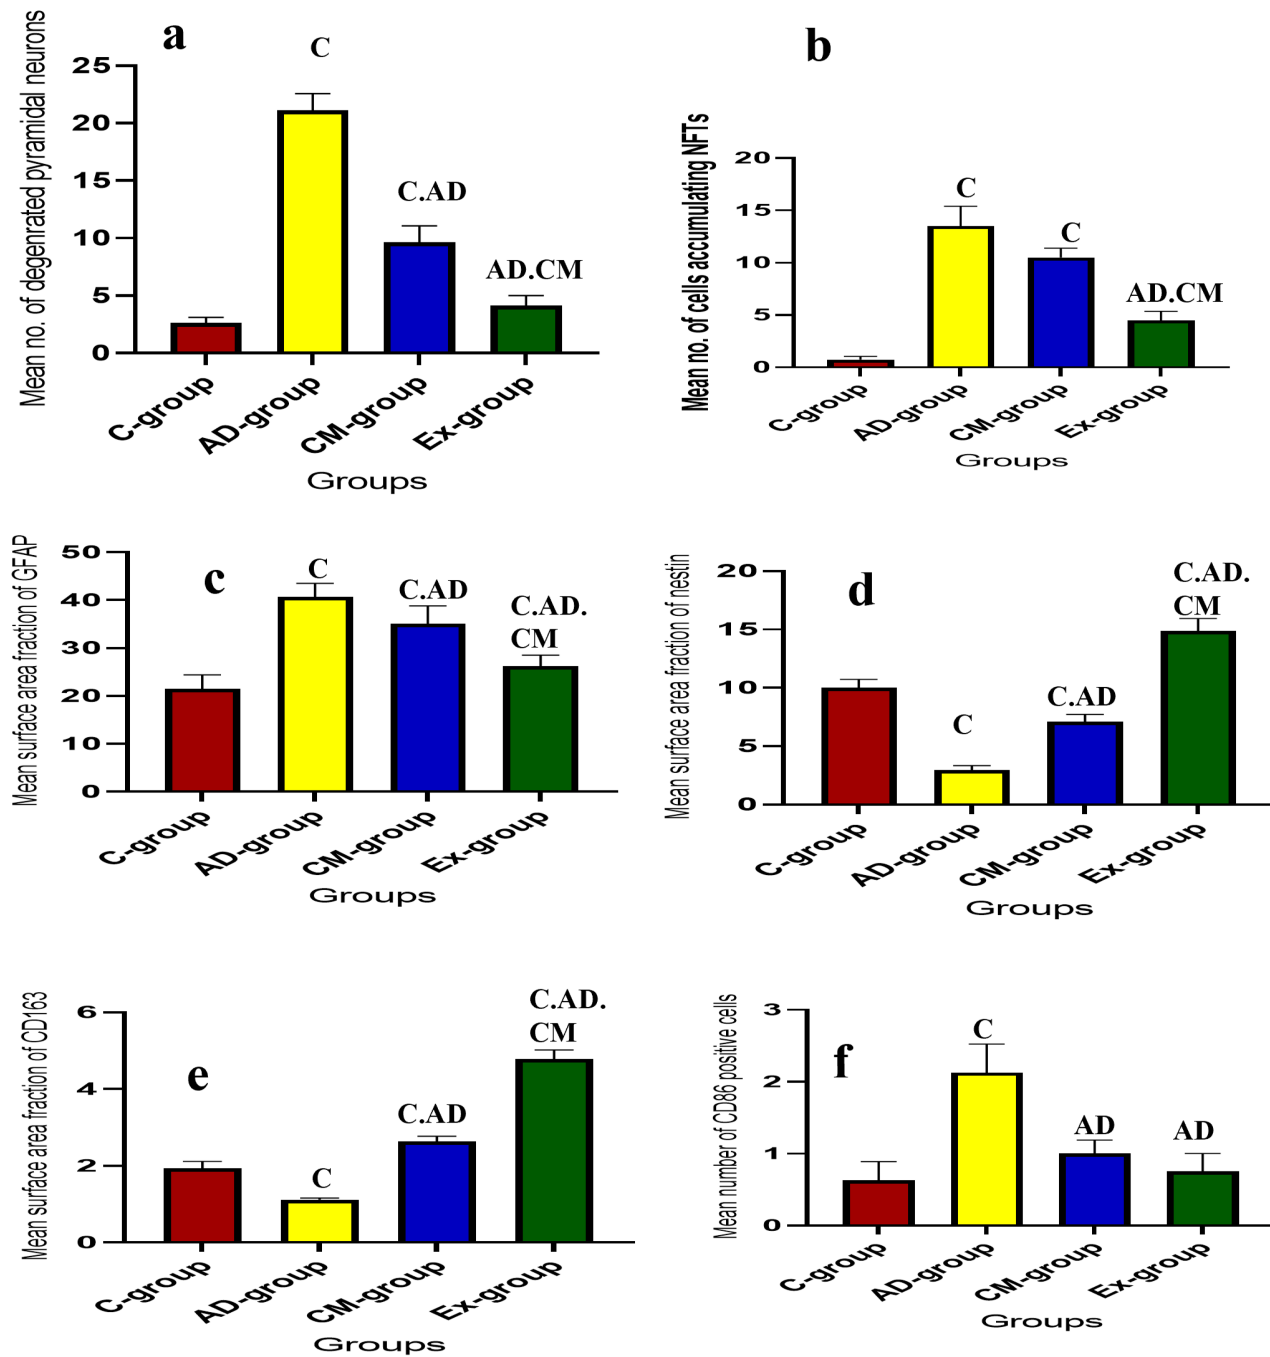 a
Mean no. of degenrated pyramidal neurons
25
20
15
10
5
0
C
C.AD
AD.CM
C-group
AD-group
CM-group
Ex-group
Groups
b
Mean no. of cells accumulating NFTs
20
15
10
5
0
C
C
AD.CM
C-group
AD-group
CM-group
Ex-group
Groups
c
Mean surface area fraction of GFAP
50
40
30
20
10
0
C
C.AD
C.AD.
CM
C-group
AD-group
CM-group
Ex-group
Groups
d
Mean surface area fraction of nestin
20
15
10
5
0
C
C.AD
C.AD.
CM
C-group
AD-group
CM-group
Ex-group
Groups
e
Mean surface area fraction of CD163
6
4
2
0
C
C.AD
C.AD.
CM
C-group
AD-group
CM-group
Ex-group
Groups
f
Mean number of CD86 positive cells
3
2
1
0
C
AD
AD
C-group
AD-group
CM-group
Ex-group
Groups